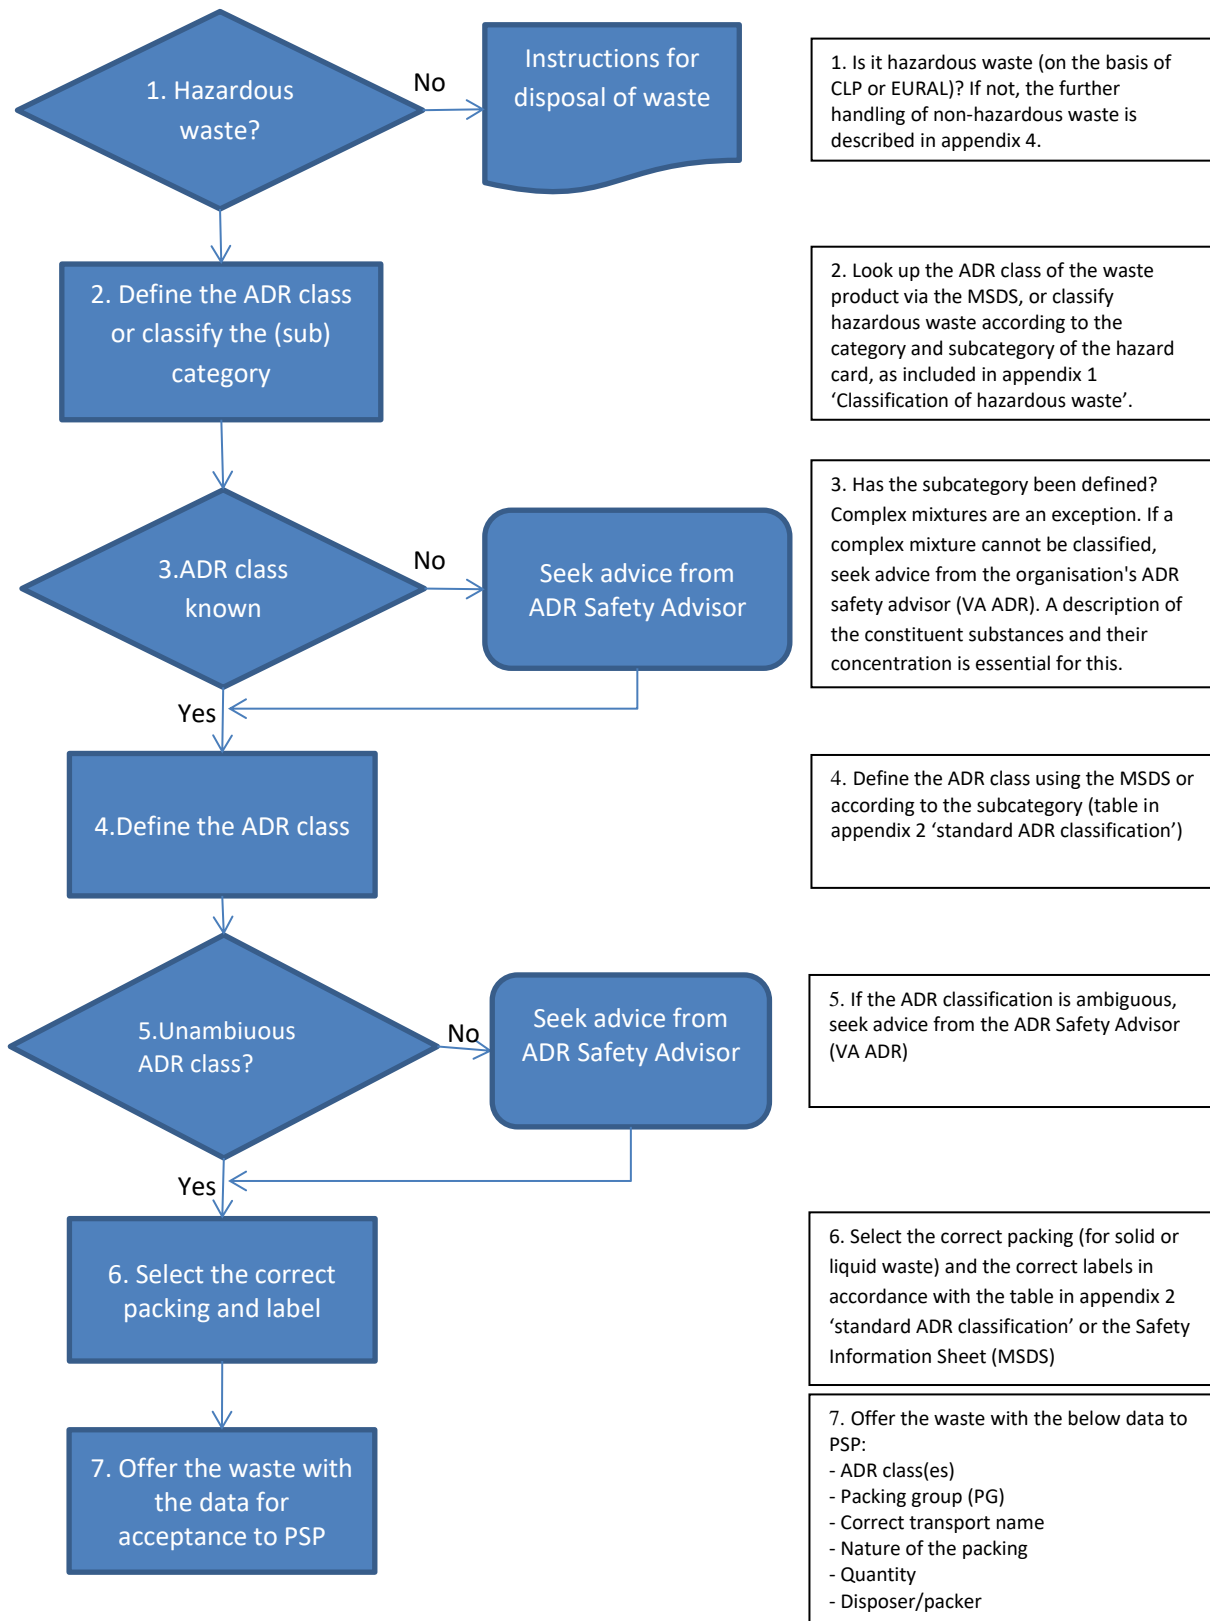 1. Hazardous
waste?
No
Instructions for
disposal of waste
1. Is it hazardous waste (on the basis of
CLP or EURAL)? If not, the further
handling of non-hazardous waste is
described in appendix 4.
2. Define the ADR class
or classify the (sub)
category
2. Look up the ADR class of the waste
product via the MSDS, or classify
hazardous waste according to the
category and subcategory of the hazard
card, as included in appendix 1
‘Classification of hazardous waste’.
3.ADR class
known
No
Seek advice from
ADR Safety Advisor
Yes
3. Has the subcategory been defined?
Complex mixtures are an exception. If a
complex mixture cannot be classified,
seek advice from the organisation's ADR
safety advisor (VA ADR). A description of
the constituent substances and their
concentration is essential for this.
4.Define the ADR class
4. Define the ADR class using the MSDS or
according to the subcategory (table in
appendix 2 ‘standard ADR classification’)
5.Unambiuous
ADR class?
No
Seek advice from
ADR Safety Advisor
Yes
5. If the ADR classification is ambiguous,
seek advice from the ADR Safety Advisor
(VA ADR)
6. Select the correct
packing and label
6. Select the correct packing (for solid or
liquid waste) and the correct labels in
accordance with the table in appendix 2
‘standard ADR classification’ or the Safety
Information Sheet (MSDS)
7. Offer the waste with
the data for
acceptance to PSP
7. Offer the waste with the below data to
PSP:
- ADR class(es)
- Packing group (PG)
- Correct transport name
- Nature of the packing
- Quantity
- Disposer/packer